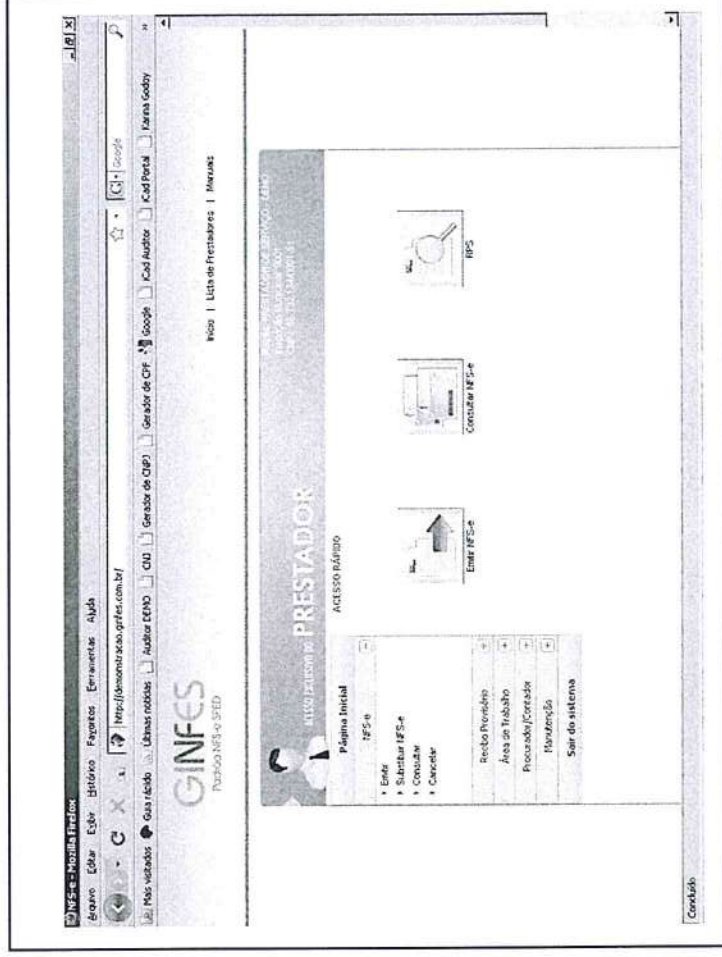 NFS-e - Mozilla Firefox
Arquivo Editar Exibir Histórico Favoritos Ferramentas Ajuda
http://demonstracao.ginfes.com.br/
Google
Mais visitados Guia rápido Últimas notícias Auditor DEMO CNJ Gerador de CNPJ Gerador de CPF Google iCad Auditor iCad Portal Karina Godoy
GINFES
Padrão NFS-e SPED
Início | Lista de Prestadores | Manuais
ACESSO EXCLUSIVO DO PRESTADOR
Página Inicial
NFS-e
Emitir
Substituir NFS-e
Consultar
Cancelar
Recibo Provisório
Área de Trabalho
Procurador/Contador
Manutenção
Sair do sistema
ACESSO RÁPIDO
Emitir NFS-e
Consultar NFS-e
RPS
Concluído